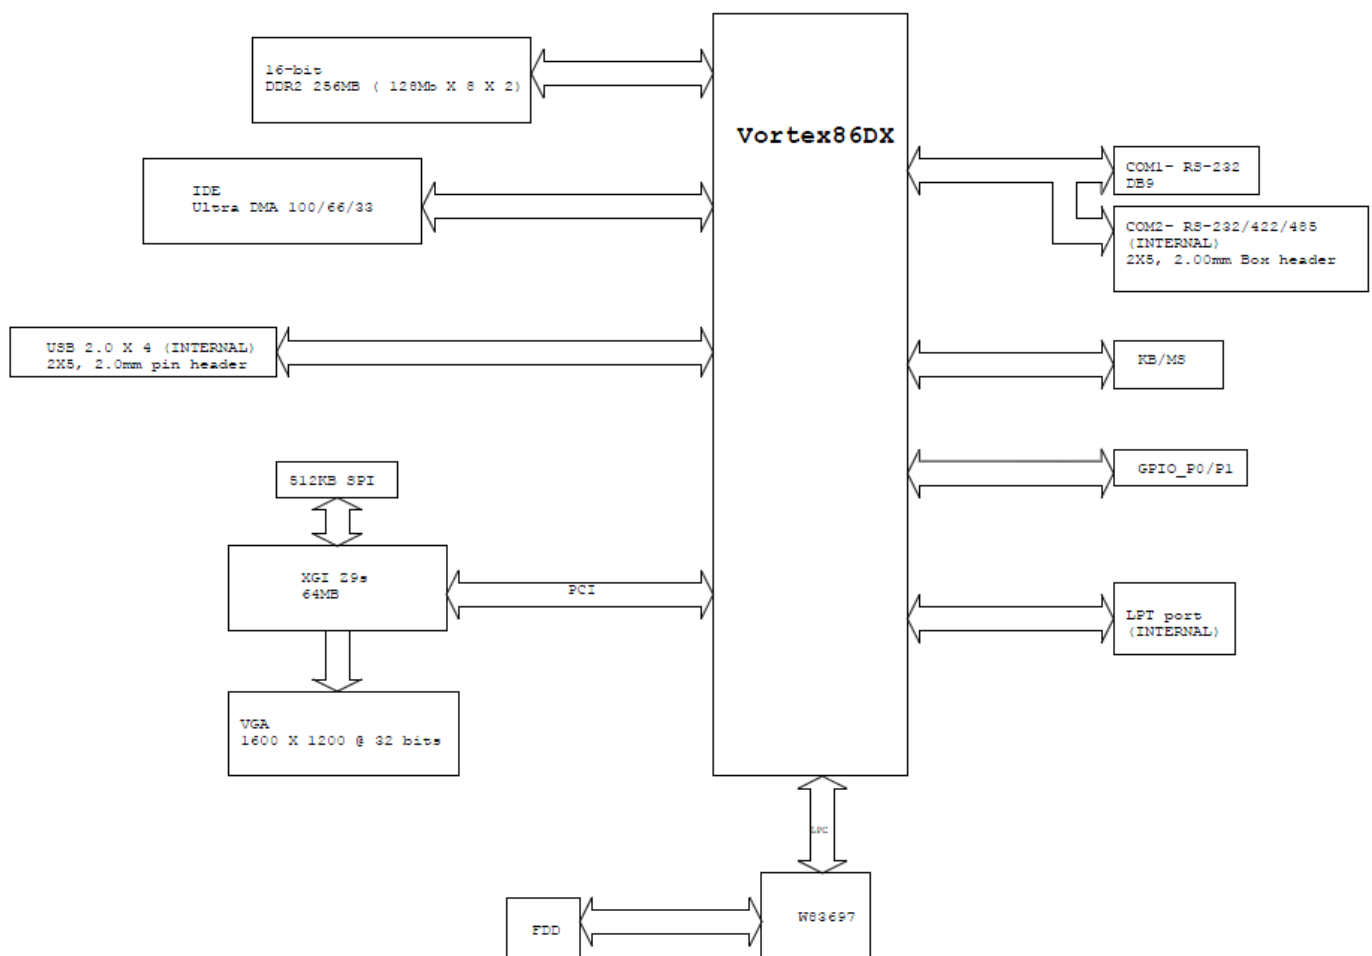 16-bit
DDR2 256MB ( 128Mb X 8 X 2)
Vortex86DX
IDE
Ultra DMA 100/66/33
COM1- RS-232
DB9
COM2- RS-232/422/485
(INTERNAL)
2X5, 2.00mm Box header
USB 2.0 X 4 (INTERNAL)
2X5, 2.0mm pin header
KB/MS
512KB SPI
GPIO_P0/P1
XGI Z9s
64MB
PCI
LPT port
(INTERNAL)
VGA
1600 X 1200 @ 32 bits
LPC
W83697
FDD